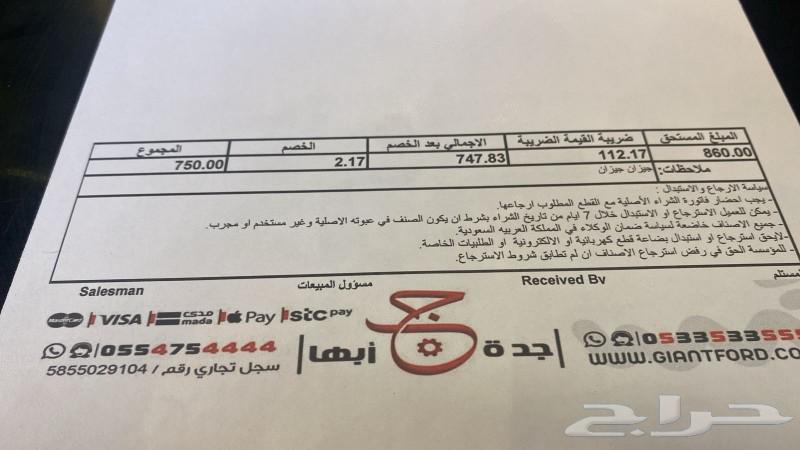 المبلغ المستحق ضريبة القيمة الضريبة الاجمالي بعد الخصم الخصم المجموع
860.00 112.17 747.83 2.17 750.00
ملاحظات: جيزان جيزان
سياسة الارجاع والاستبدال :
- يجب احضار فاتورة الشراء الأصلية مع القطع المطلوب ارجاعها.
- يمكن للعميل الاسترجاع او الاستبدال خلال 7 ايام من تاريخ الشراء بشرط ان يكون الصنف في عبوته الاصلية وغير مستخدم او مجرب.
- جميع الاصناف خاضعة لسياسة ضمان الوكلاء في المملكة العربيه السعودية.
-لايحق استرجاع او استبدال بضاعة قطع كهربائية او الالكترونية او الطلبيات الخاصة.
- للمؤسسة الحق في رفض استرجاع الاصناف ان لم تطابق شروط الاسترجاع.
Received By مسؤول المبيعات Salesman
MasterCard VISA مدى mada Pay stc pay
جدة ج أبها
0554754444
سجل تجاري رقم / 5855029104
WWW.GIANTFORD.CO
حراج